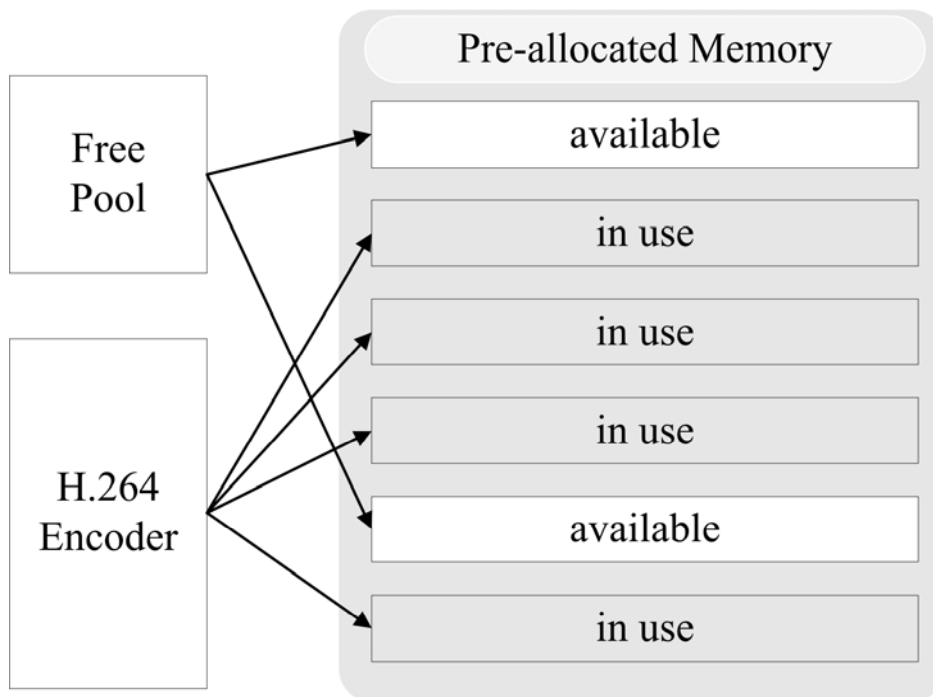 Pre-allocated Memory
Free
Pool
H.264
Encoder
available
in use
in use
in use
available
in use